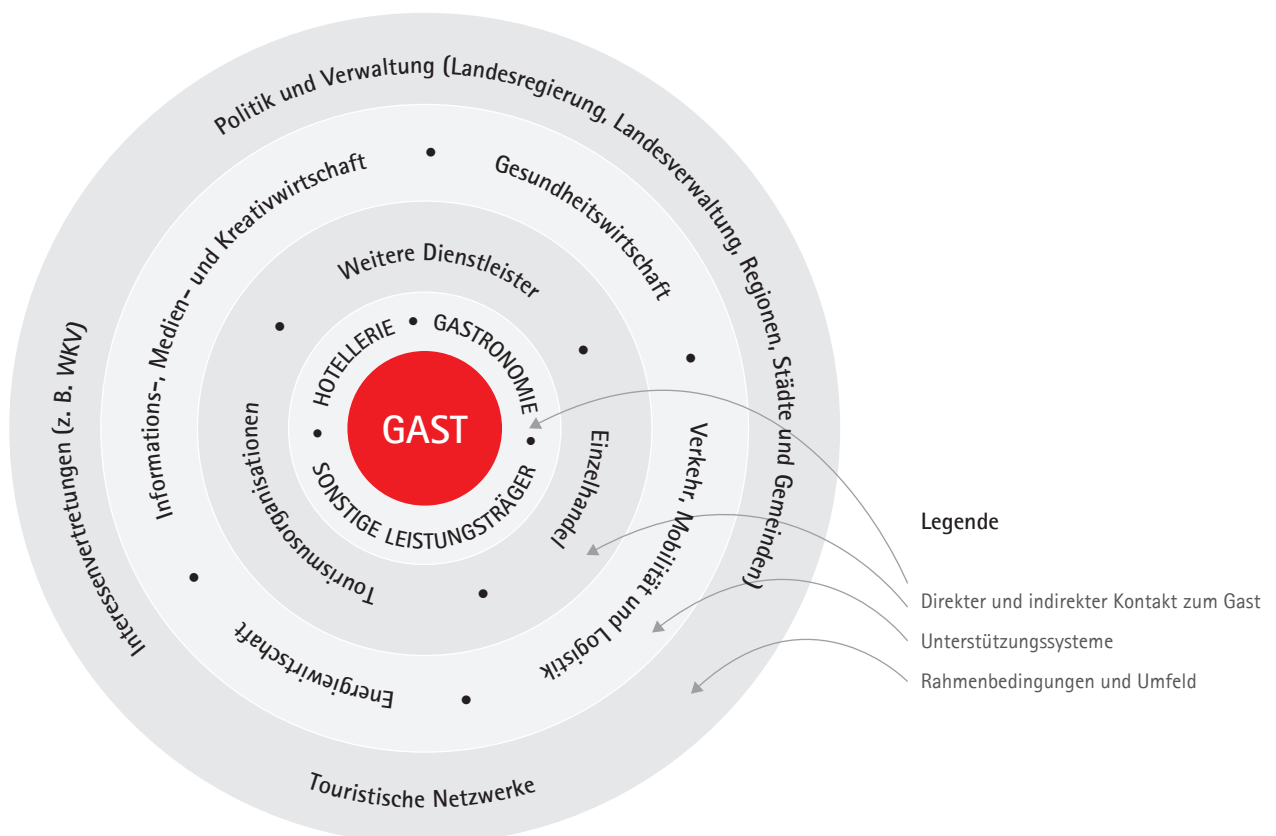 Politik und Verwaltung (Landesregierung, Landesverwaltung, Regionen, Städte und Gemeinden)
Interessenvertretungen (z. B. WKV)
Touristische Netzwerke
Informations-, Medien- und Kreativwirtschaft
Gesundheitswirtschaft
Verkehr, Mobilität und Logistik
Energiewirtschaft
Weitere Dienstleister
Einzelhandel
Tourismusorganisationen
HOTELLERIE
GASTRONOMIE
SONSTIGE LEISTUNGSTRÄGER
GAST
Legende
Direkter und indirekter Kontakt zum Gast
Unterstützungssysteme
Rahmenbedingungen und Umfeld